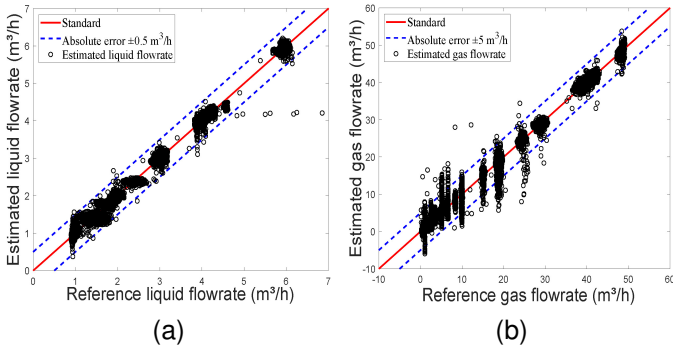 Standard
Absolute error ±0.5 m³/h
Estimated liquid flowrate
Estimated liquid flowrate (m³/h)
7
6
5
4
3
2
1
0
0 1 2 3 4 5 6 7
Reference liquid flowrate (m³/h)
(a)
Standard
Absolute error ±5 m³/h
Estimated gas flowrate
Estimated gas flowrate (m³/h)
60
50
40
30
20
10
0
-10
-10 0 10 20 30 40 50 60
Reference gas flowrate (m³/h)
(b)